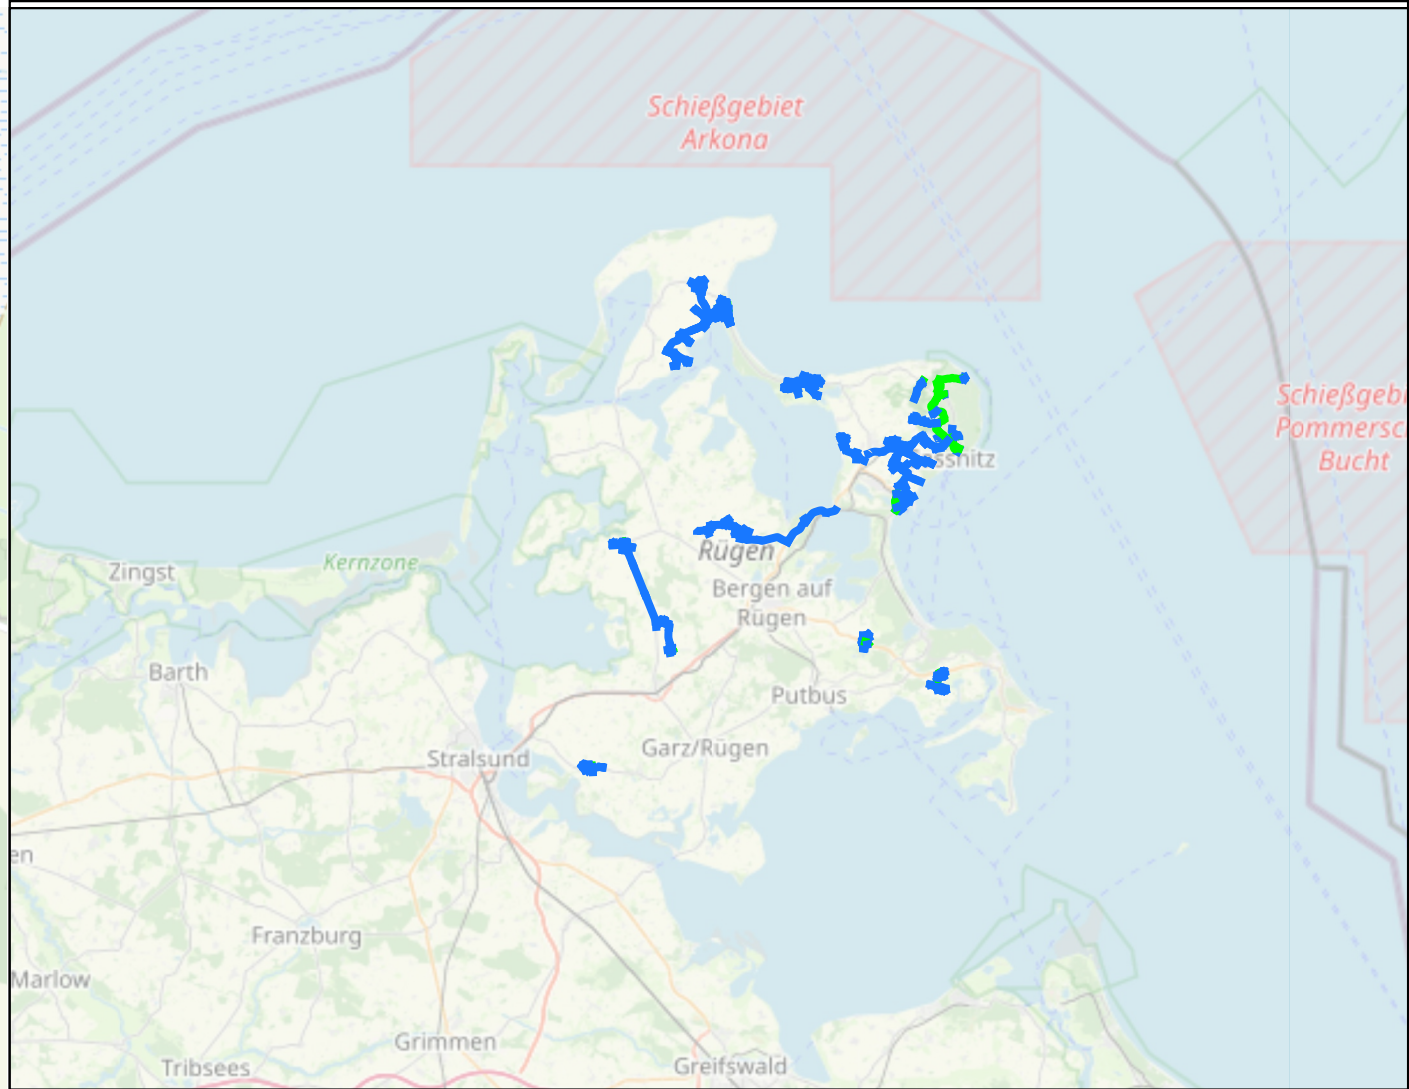 Schießgebiet
Arkona
Schießgebi
Pommersc
Bucht
ssnitz
Rügen
Kernzone
Zingst
Bergen auf
Rügen
Barth
Putbus
Garz/Rügen
Stralsund
en
Franzburg
Marlow
Grimmen
Tribsees
Greifswald